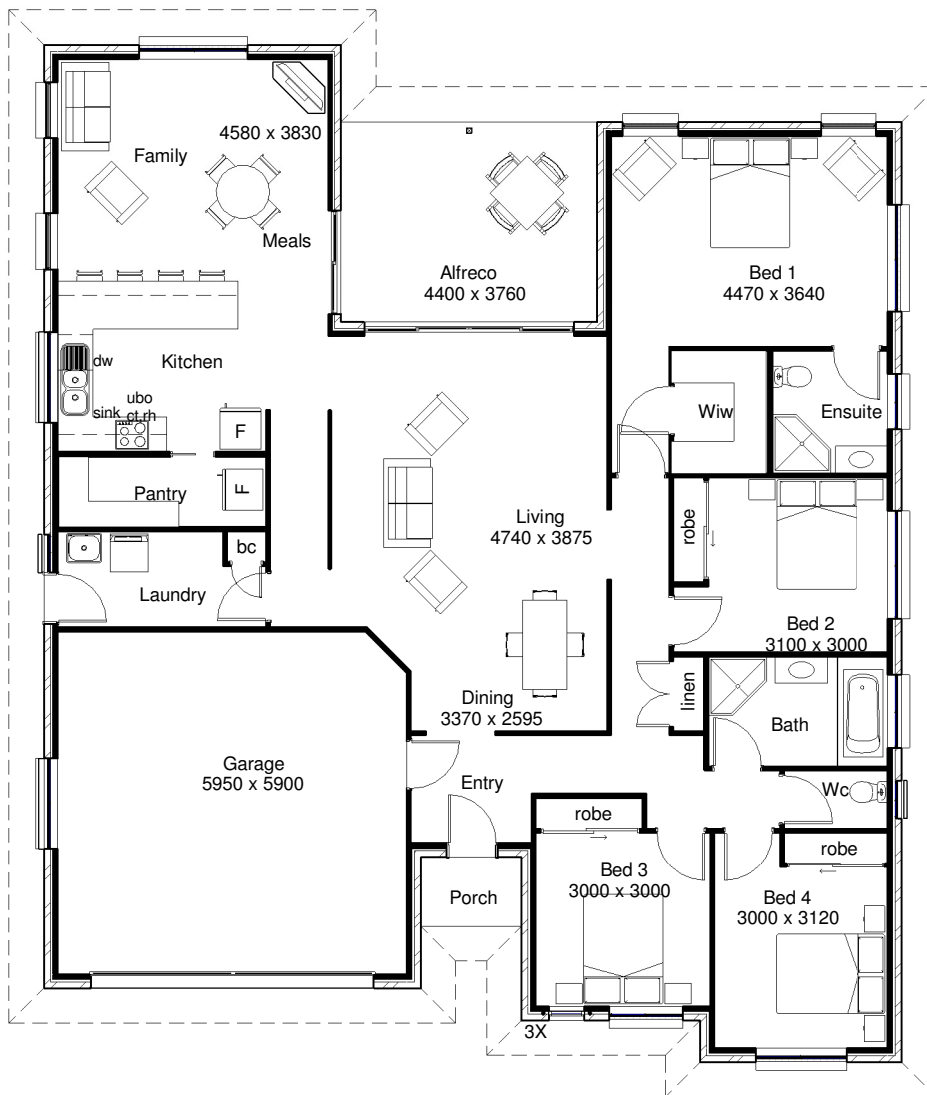 4580 x 3830
Family
Meals
Alfreco
4400 x 3760
Bed 1
4470 x 3640
dw
Kitchen
ubo
sink
ct,rh
F
Wiw
Ensuite
Pantry
F
robe
Living
4740 x 3875
bc
Laundry
Bed 2
3100 x 3000
linen
Dining
3370 x 2595
Bath
Garage
5950 x 5900
Entry
Wc
robe
robe
Bed 3
3000 x 3000
Porch
Bed 4
3000 x 3120
3X